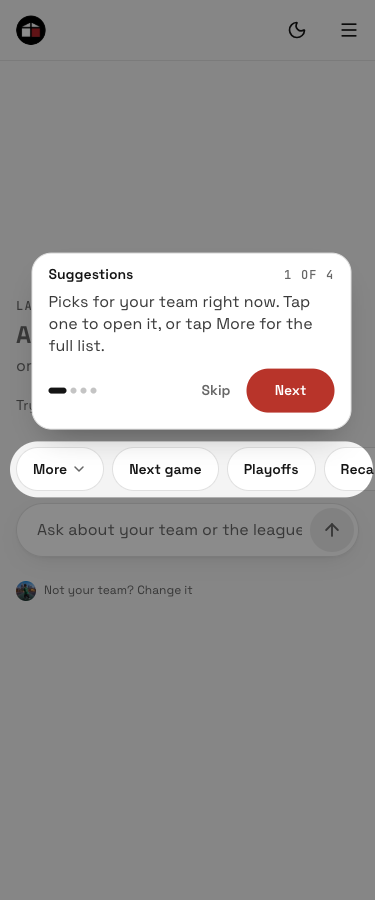 Suggestions
1 OF 4
Picks for your team right now. Tap
one to open it, or tap More for the
full list.
Skip
Next
More
Next game
Playoffs
Reca
Ask about your team or the league
Not your team? Change it